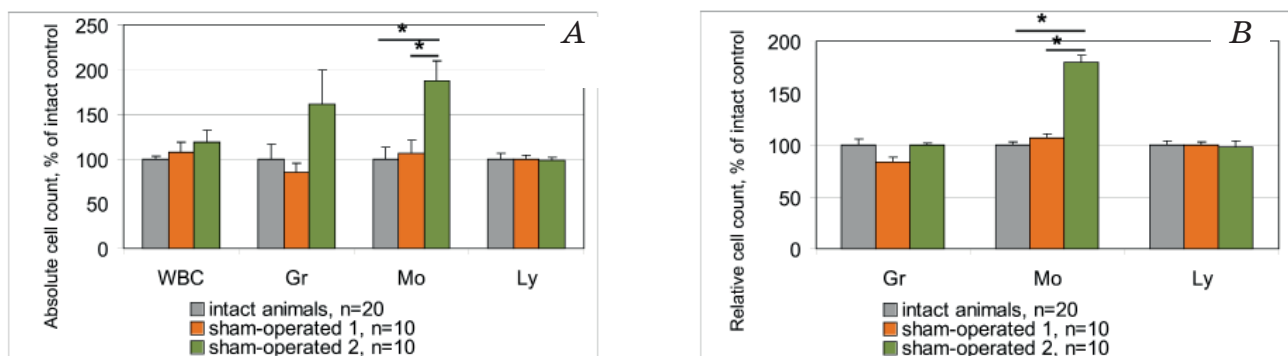 A
Absolute cell count, % of intact control
250
200
150
100
50
0
* 
*
WBC Gr Mo Ly
intact animals, n=20
sham-operated 1, n=10
sham-operated 2, n=10
B
Relative cell count, % of intact control
200
150
100
50
0
*
*
Gr Mo Ly
intact animals, n=20
sham-operated 1, n=10
sham-operated 2, n=10